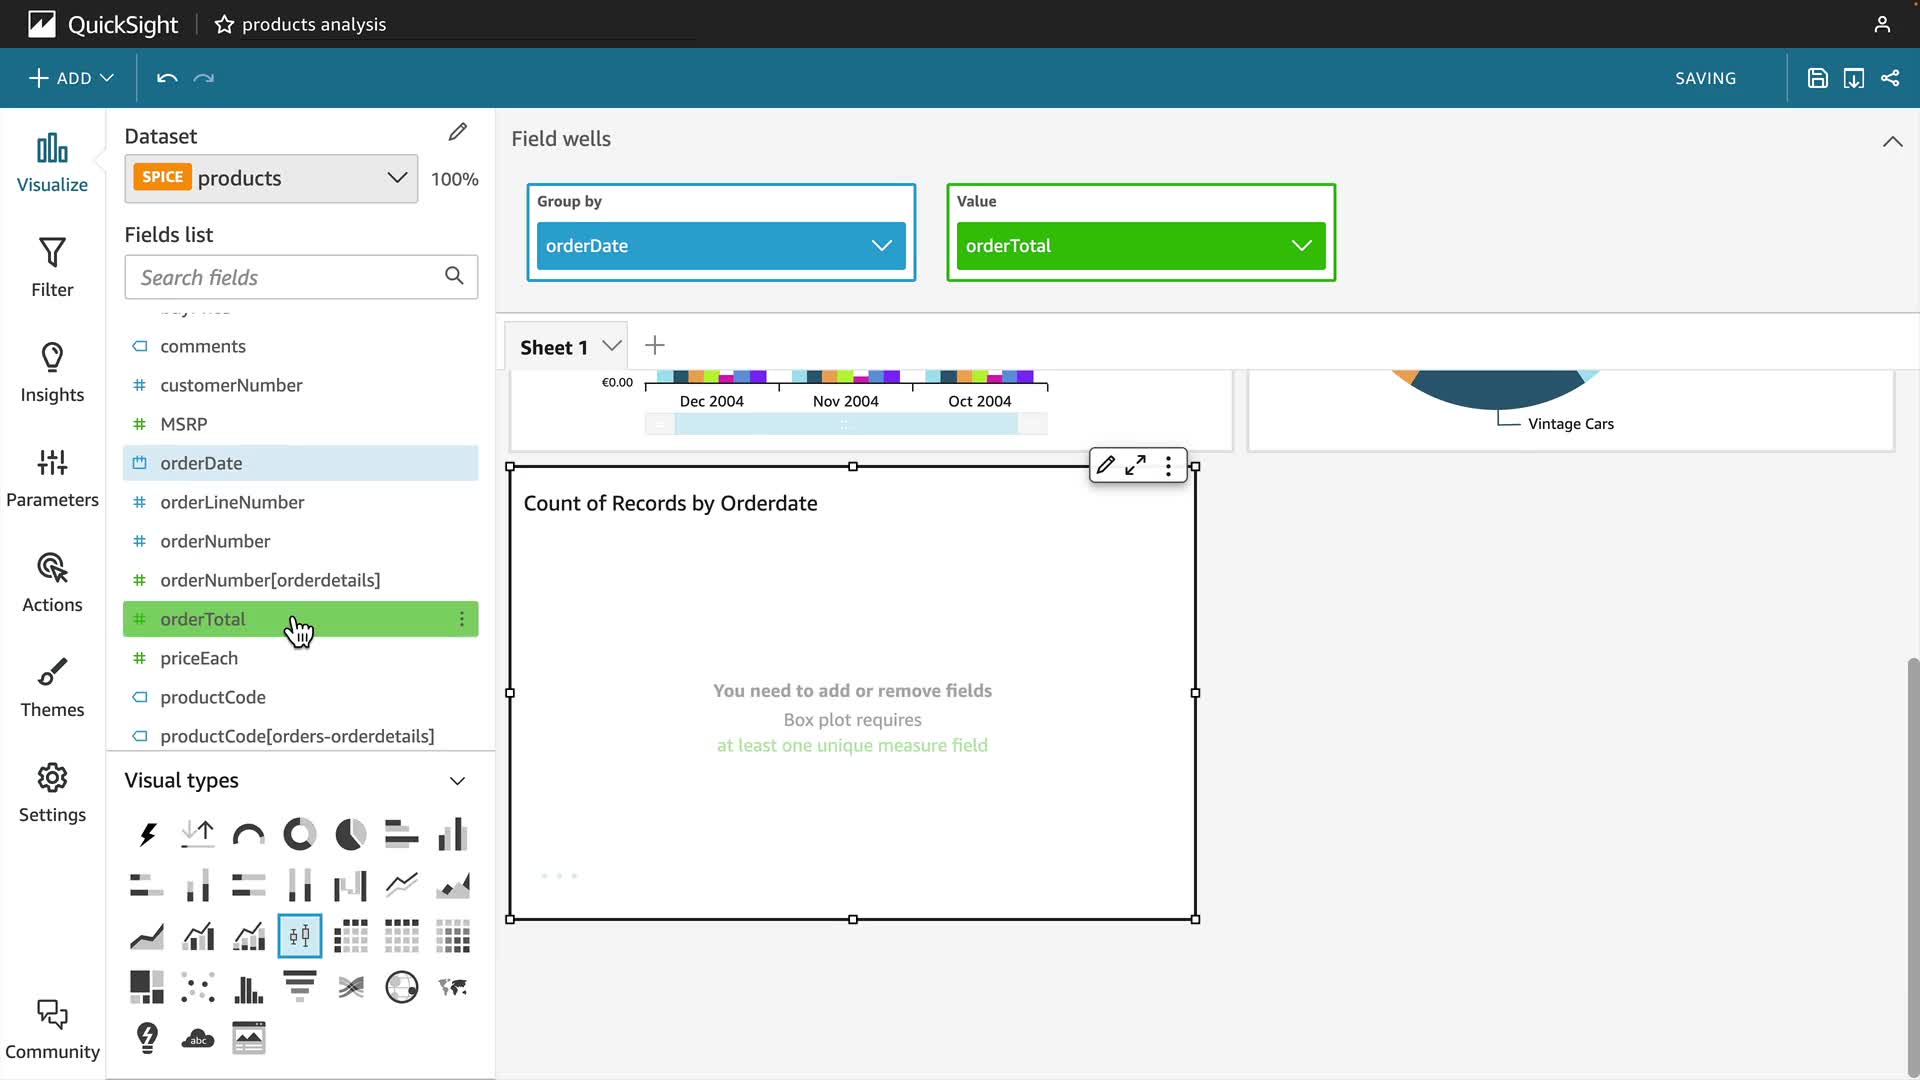 QuickSight
products analysis
ADD
SAVING
Visualize
Filter
Insights
Parameters
Actions
Themes
Settings
Community
Dataset
SPICE products
100%
Fields list
Search fields
comments
customerNumber
MSRP
orderDate
orderLineNumber
orderNumber
orderNumber[orderdetails]
orderTotal
priceEach
productCode
productCode[orders-orderdetails]
Visual types
abc
Field wells
Group by
orderDate
Value
orderTotal
Sheet 1
€0.00
Dec 2004
Nov 2004
Oct 2004
Vintage Cars
Count of Records by Orderdate
You need to add or remove fields
Box plot requires
at least one unique measure field